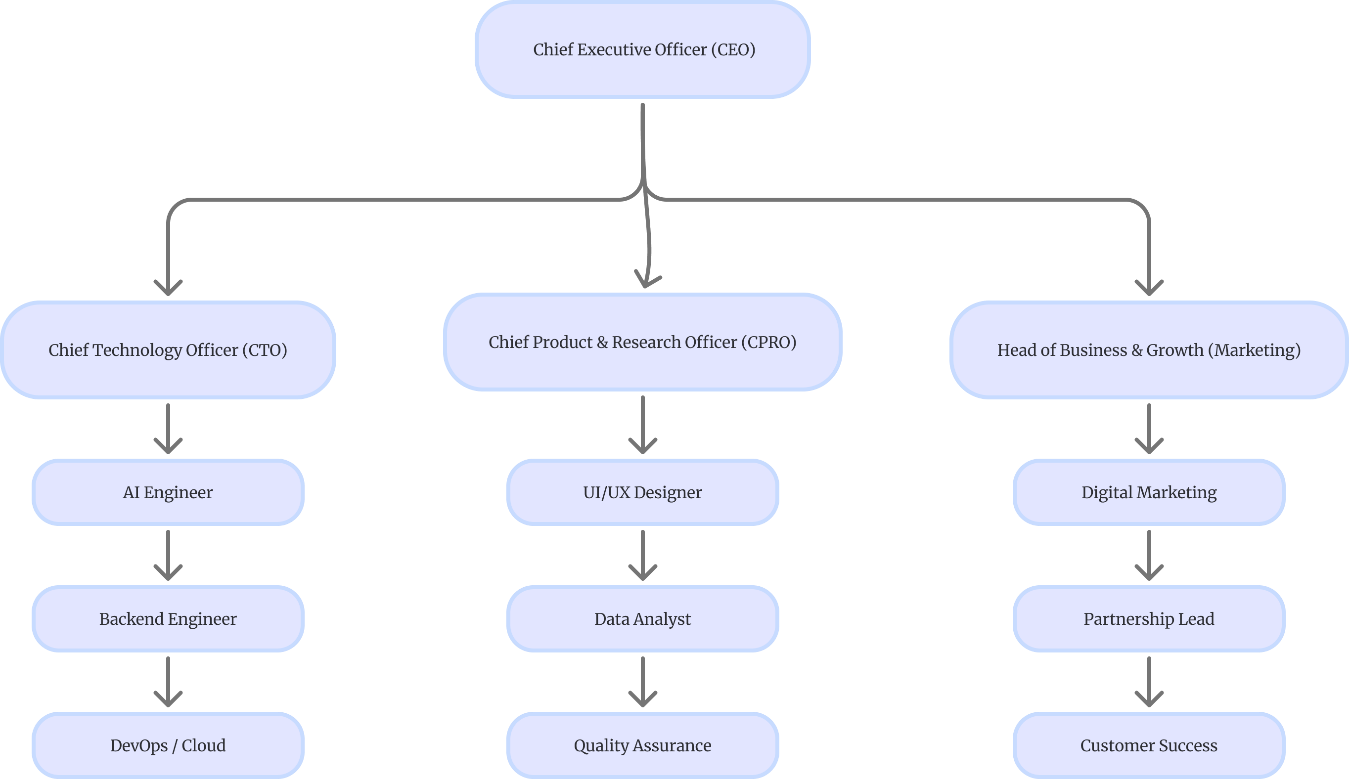 Chief Executive Officer (CEO)
Chief Technology Officer (CTO)
Chief Product & Research Officer (CPRO)
Head of Business & Growth (Marketing)
AI Engineer
UI/UX Designer
Digital Marketing
Backend Engineer
Data Analyst
Partnership Lead
DevOps / Cloud
Quality Assurance
Customer Success